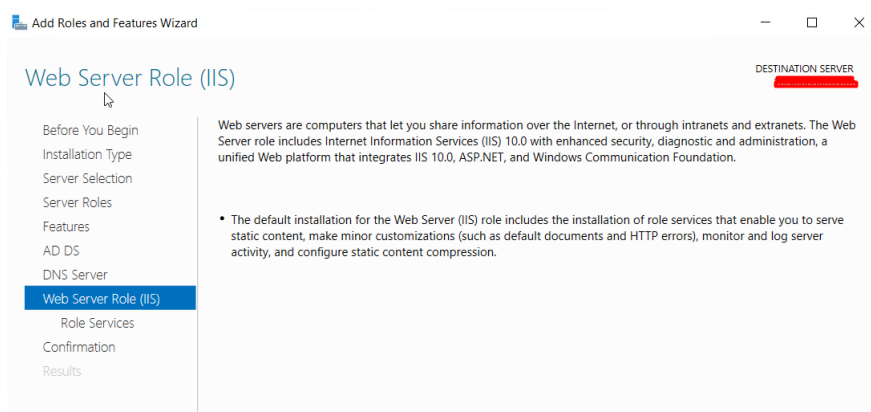 Add Roles and Features Wizard
Web Server Role (IIS)
DESTINATION SERVER
Before You Begin
Installation Type
Server Selection
Server Roles
Features
AD DS
DNS Server
Web Server Role (IIS)
Role Services
Confirmation
Results
Web servers are computers that let you share information over the Internet, or through intranets and extranets. The Web
Server role includes Internet Information Services (IIS) 10.0 with enhanced security, diagnostic and administration, a
unified Web platform that integrates IIS 10.0, ASP.NET, and Windows Communication Foundation.
• The default installation for the Web Server (IIS) role includes the installation of role services that enable you to serve
static content, make minor customizations (such as default documents and HTTP errors), monitor and log server
activity, and configure static content compression.